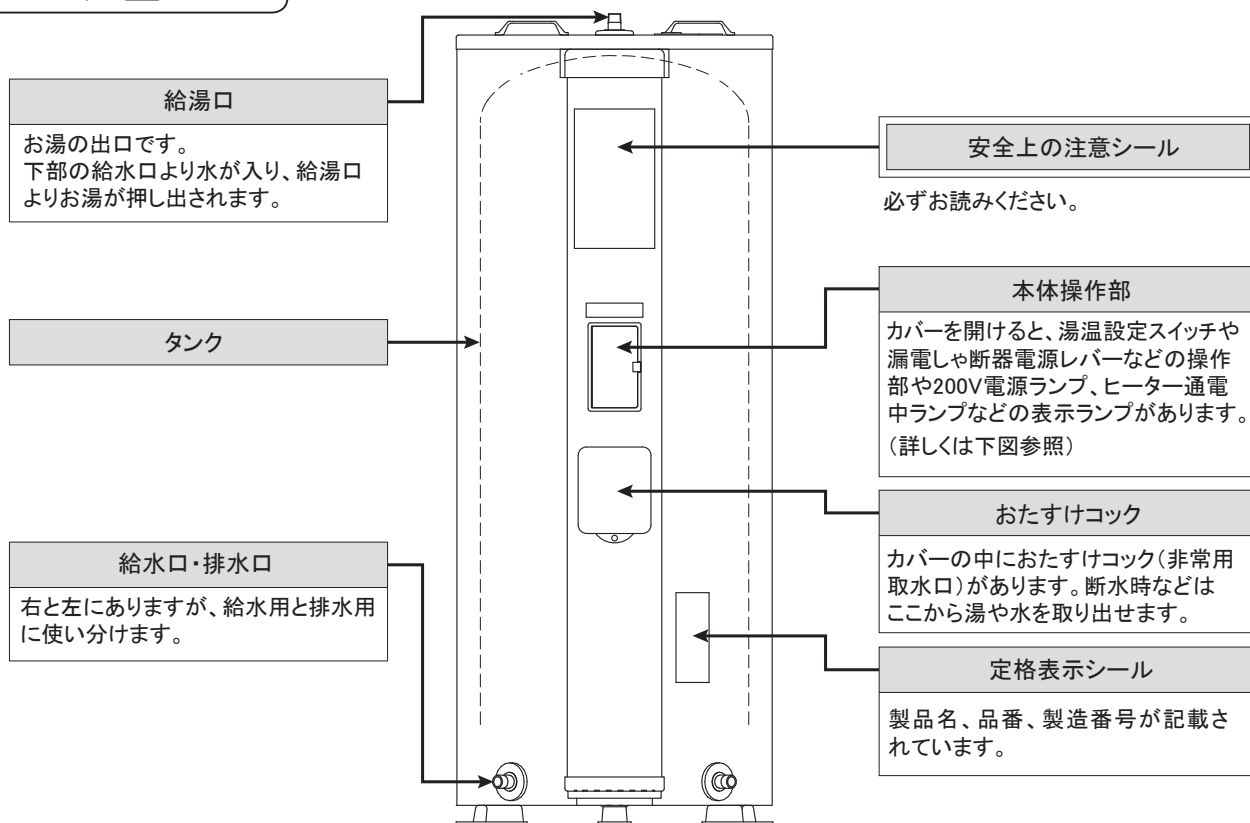 給湯口
お湯の出口です。
下部の給水口より水が入り、給湯口
よりお湯が押し出されます。
タンク
給水口・排水口
右と左にありますが、給水用と排水用
に使い分けます。
安全上の注意シール
必ずお読みください。
本体操作部
カバーを開けると、湯温設定スイッチや
漏電しゃ断器電源レバーなどの操作
部や200V電源ランプ、ヒーター通電
中ランプなどの表示ランプがあります。
（詳しくは下図参照）
おたすけコック
カバーの中におたすけコック（非常用
取水口）があります。断水時などは
ここから湯や水を取り出せます。
定格表示シール
製品名、品番、製造番号が記載さ
れています。